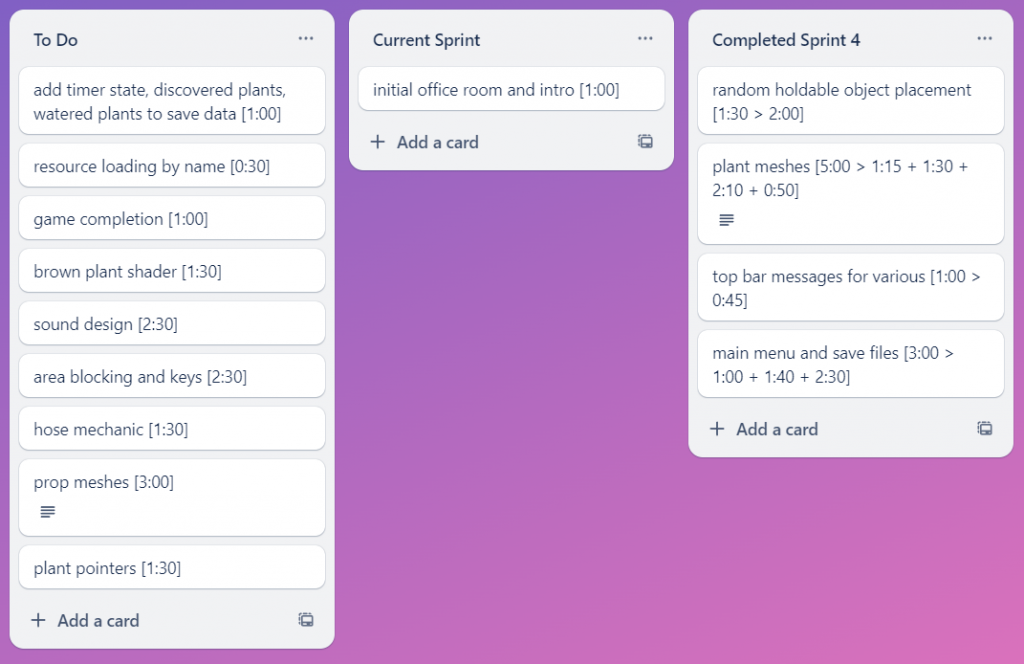 To Do
add timer state, discovered plants,
watered plants to save data [1:00]
resource loading by name [0:30]
game completion [1:00]
brown plant shader [1:30]
sound design [2:30]
area blocking and keys [2:30]
hose mechanic [1:30]
prop meshes [3:00]
plant pointers [1:30]
+ Add a card
Current Sprint
initial office room and intro [1:00]
+ Add a card
Completed Sprint 4
random holdable object placement
[1:30 > 2:00]
plant meshes [5:00 > 1:15 + 1:30 +
2:10 + 0:50]
top bar messages for various [1:00 >
0:45]
main menu and save files [3:00 >
1:00 + 1:40 + 2:30]
+ Add a card